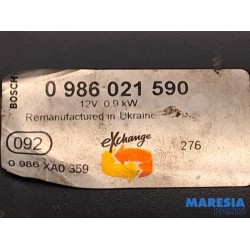 BOSCH
0 986 021 590
12V 0.9 kW
Remanufactured in Ukraine
092
eXchange
276
0 986 XA0 359
MARESIA